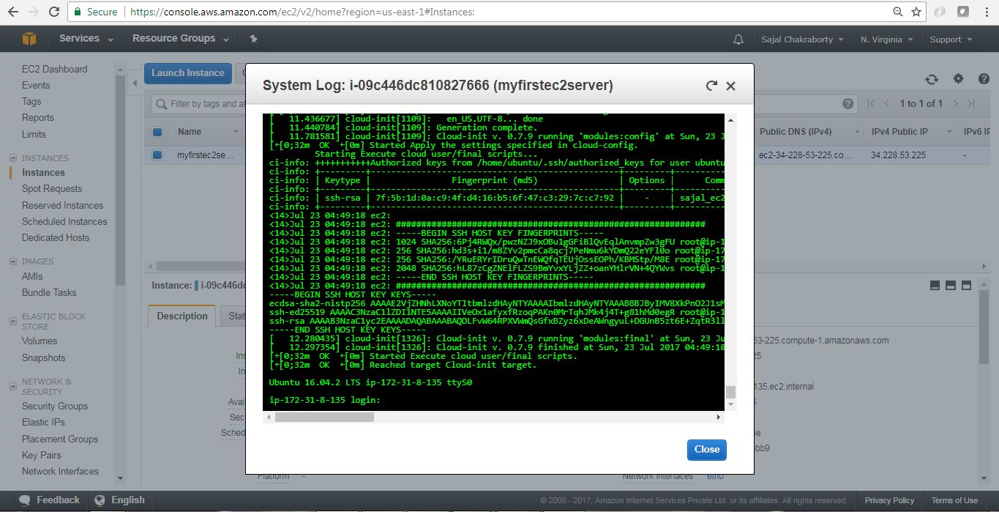 Secure https://console.aws.amazon.com/ec2/v2/home?region=us-east-1#Instances:
Services Resource Groups Sajal Chakraborty N. Virginia Support
EC2 Dashboard
Events
Tags
Reports
Limits
INSTANCES
Instances
Spot Requests
Reserved Instances
Scheduled Instances
Dedicated Hosts
IMAGES
AMIs
Bundle Tasks
ELASTIC BLOCK
STORE
Volumes
Snapshots
NETWORK &
SECURITY
Security Groups
Elastic IPs
Placement Groups
Key Pairs
Network Interfaces
Launch Instance
Filter by tags and at
1 to 1 of 1
Name Public DNS (IPv4) IPv4 Public IP IPv6 IP
myfirstec2se... ec2-34-228-53-225.co... 34.228.53.225 -
Instance: i-09c446dc
Description Stat
System Log: i-09c446dc810827666 (myfirstec2server)
[ 11.436677] cloud-init[1109]: en_US.UTF-8... done
[ 11.440784] cloud-init[1109]: Generation complete.
[ 11.781581] cloud-init[1109]: Cloud-init v. 0.7.9 running 'modules:config' at Sun, 23 J
[←[0;32m OK ←[0m] Started Apply the settings specified in cloud-config.
Starting Execute cloud user/final scripts...
ci-info: +++++++++++Authorized keys from /home/ubuntu/.ssh/authorized_keys for user ubuntu
ci-info: | Keytype | Fingerprint (md5) | Options | Comm
ci-info: | ssh-rsa | 7f:5b:1d:0a:c9:4f:d4:16:b5:6f:47:c3:29:7c:c7:92 | - | sajal_ec2
<14>Jul 23 04:49:18 ec2:
<14>Jul 23 04:49:18 ec2: #############################################################
<14>Jul 23 04:49:18 ec2: -----BEGIN SSH HOST KEY FINGERPRINTS-----
<14>Jul 23 04:49:18 ec2: 1024 SHA256:6Pj4RWQx/pwzNZJ9xOBu1gGFiBlQvEqlAnvmpZw3gFU root@ip-1
<14>Jul 23 04:49:18 ec2: 256 SHA256:hd3s+i1/m8ZYv2pmcCa8qcj7PeNmu6kYDmQ22eYFl0o root@ip-17
<14>Jul 23 04:49:18 ec2: 256 SHA256:/YRuERYrIDruQwTnEWQfqTEUjOssEOPh/KBMStp/M8E root@ip-17
<14>Jul 23 04:49:18 ec2: 2048 SHA256:hL87zCgZNElFLZS9BmYvxYLjZZ+oanYHlrVN+4QYWvs root@ip-1
<14>Jul 23 04:49:18 ec2: -----END SSH HOST KEY FINGERPRINTS-----
<14>Jul 23 04:49:18 ec2: #############################################################
-----BEGIN SSH HOST KEY KEYS-----
ecdsa-sha2-nistp256 AAAAE2VjZHNhLXNoYTItbmlzdHAyNTYAAAAIbmlzdHAyNTYAAABBBJByIMV8XkPnO2J1sM
ssh-ed25519 AAAAC3NzaC1lZDI1NTE5AAAAIIVeOx1afyxfRzoqPAKn0MrTqhJMk4j4T+g81hMd0egR root@ip-1
ssh-rsa AAAAB3NzaC1yc2EAAAADAQABAAABAQDLFvW64RPXVWmQsGfxBZyz6xDeAWngyuL+DGUnB5zt6E+ZqtR3ll
-----END SSH HOST KEY KEYS-----
[ 12.280435] cloud-init[1326]: Cloud-init v. 0.7.9 running 'modules:final' at Sun, 23 Ju
[ 12.297354] cloud-init[1326]: Cloud-init v. 0.7.9 finished at Sun, 23 Jul 2017 04:49:18
[←[0;32m OK ←[0m] Started Execute cloud user/final scripts.
[←[0;32m OK ←[0m] Reached target Cloud-init target.
Ubuntu 16.04.2 LTS ip-172-31-8-135 ttyS0
ip-172-31-8-135 login:
Close
53-225.compute-1.amazonaws.com
135.ec2.internal
Avai
Sec
Sched
Platform - Network interfaces eth0
Feedback English © 2008 - 2017, Amazon Internet Services Private Ltd. or its affiliates. All rights reserved. Privacy Policy Terms of Use